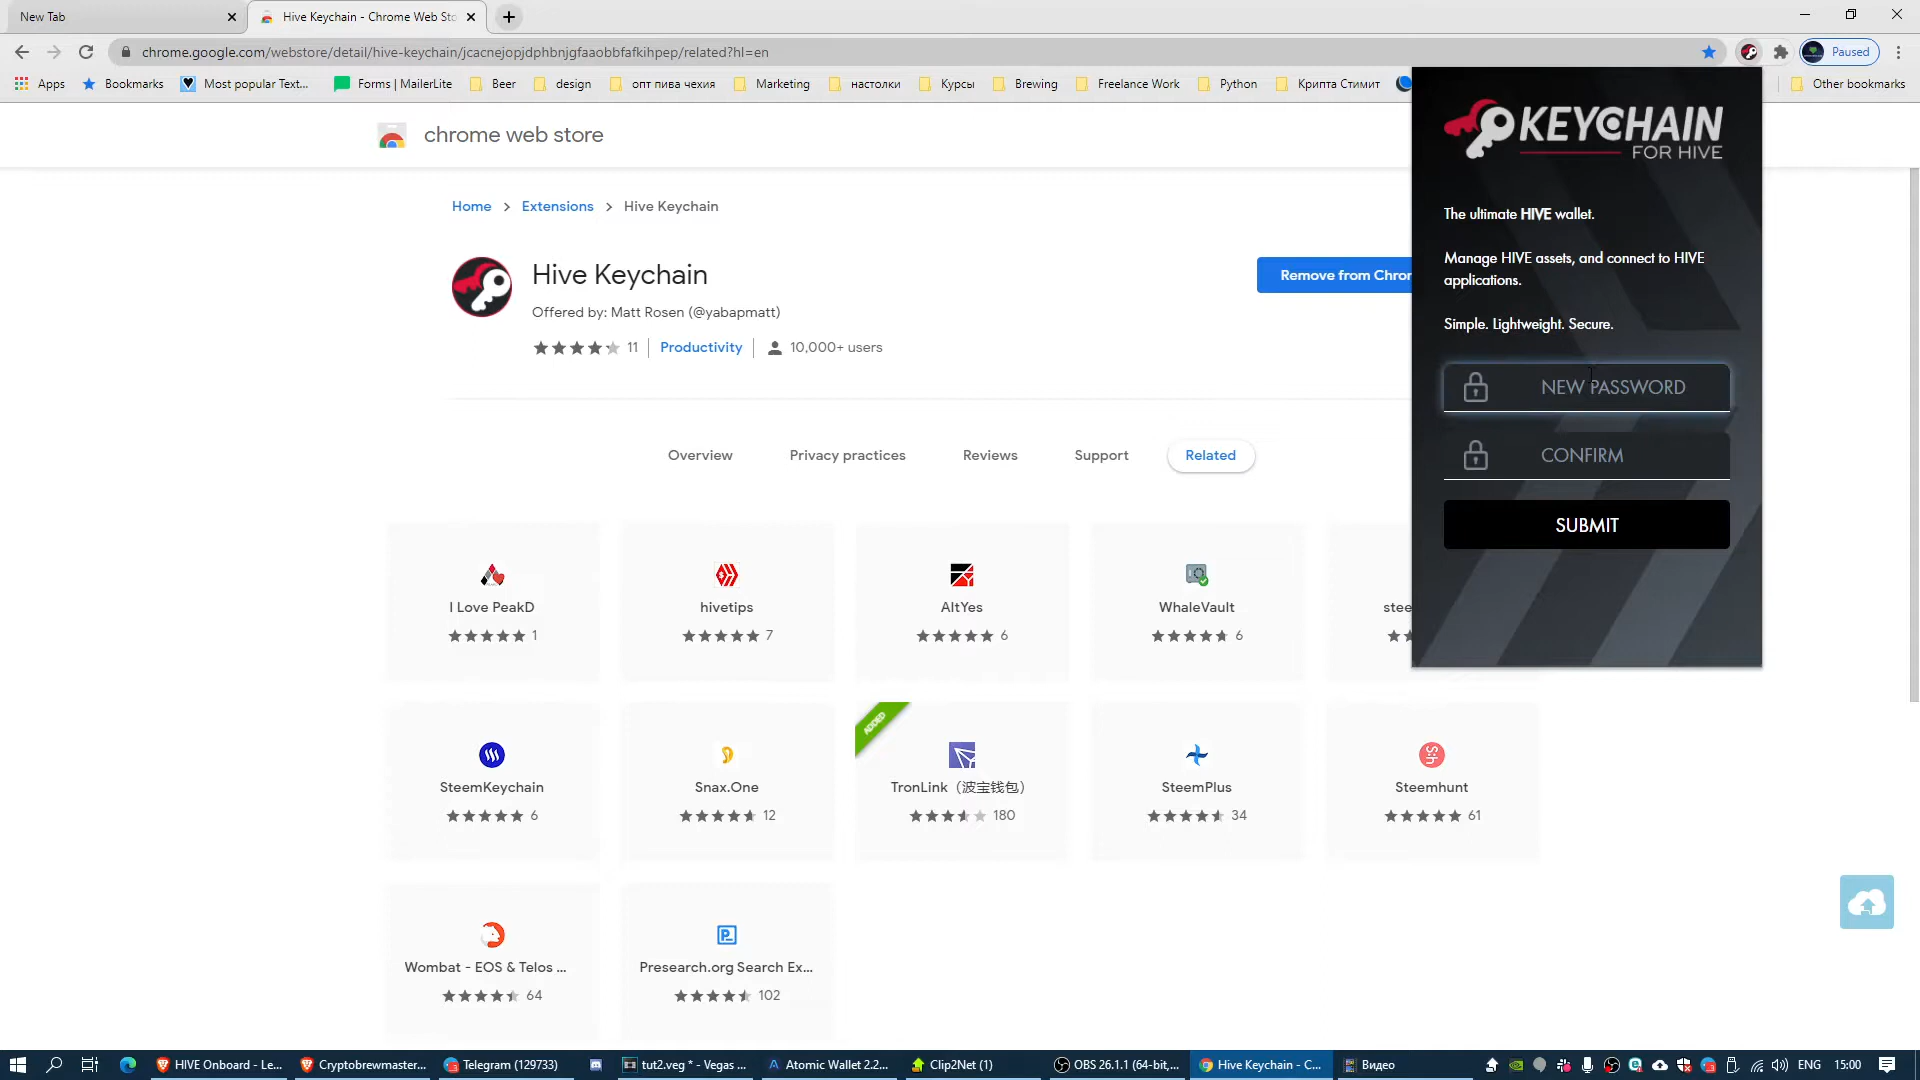 New Tab
Hive Keychain - Chrome Web Sto
chrome.google.com/webstore/detail/hive-keychain/jcacnejopjdphbnjgfaaobbfafkihpep/related?hl=en
Paused
Apps
Bookmarks
Most popular Text...
Forms | MailerLite
Beer
design
опт пива чехия
Marketing
настолки
Курсы
Brewing
Freelance Work
Python
Крипта Стимит
Other bookmarks
chrome web store
Home > Extensions > Hive Keychain
Hive Keychain
Offered by: Matt Rosen (@yabapmatt)
11
Productivity
10,000+ users
Remove from Chror
Overview
Privacy practices
Reviews
Support
Related
I Love PeakD
1
hivetips
7
AltYes
6
WhaleVault
6
stee
SteemKeychain
6
Snax.One
12
ADDED
TronLink（波宝钱包）
180
SteemPlus
34
Steemhunt
61
Wombat - EOS & Telos ...
64
Presearch.org Search Ex...
102
KEYCHAIN
FOR HIVE
The ultimate HIVE wallet.
Manage HIVE assets, and connect to HIVE
applications.
Simple. Lightweight. Secure.
NEW PASSWORD
CONFIRM
SUBMIT
HIVE Onboard - Le...
Cryptobrewmaster...
Telegram (129733)
tut2.veg * - Vegas ...
Atomic Wallet 2.2...
Clip2Net (1)
OBS 26.1.1 (64-bit,...
Hive Keychain - C...
Видео
ENG
15:00